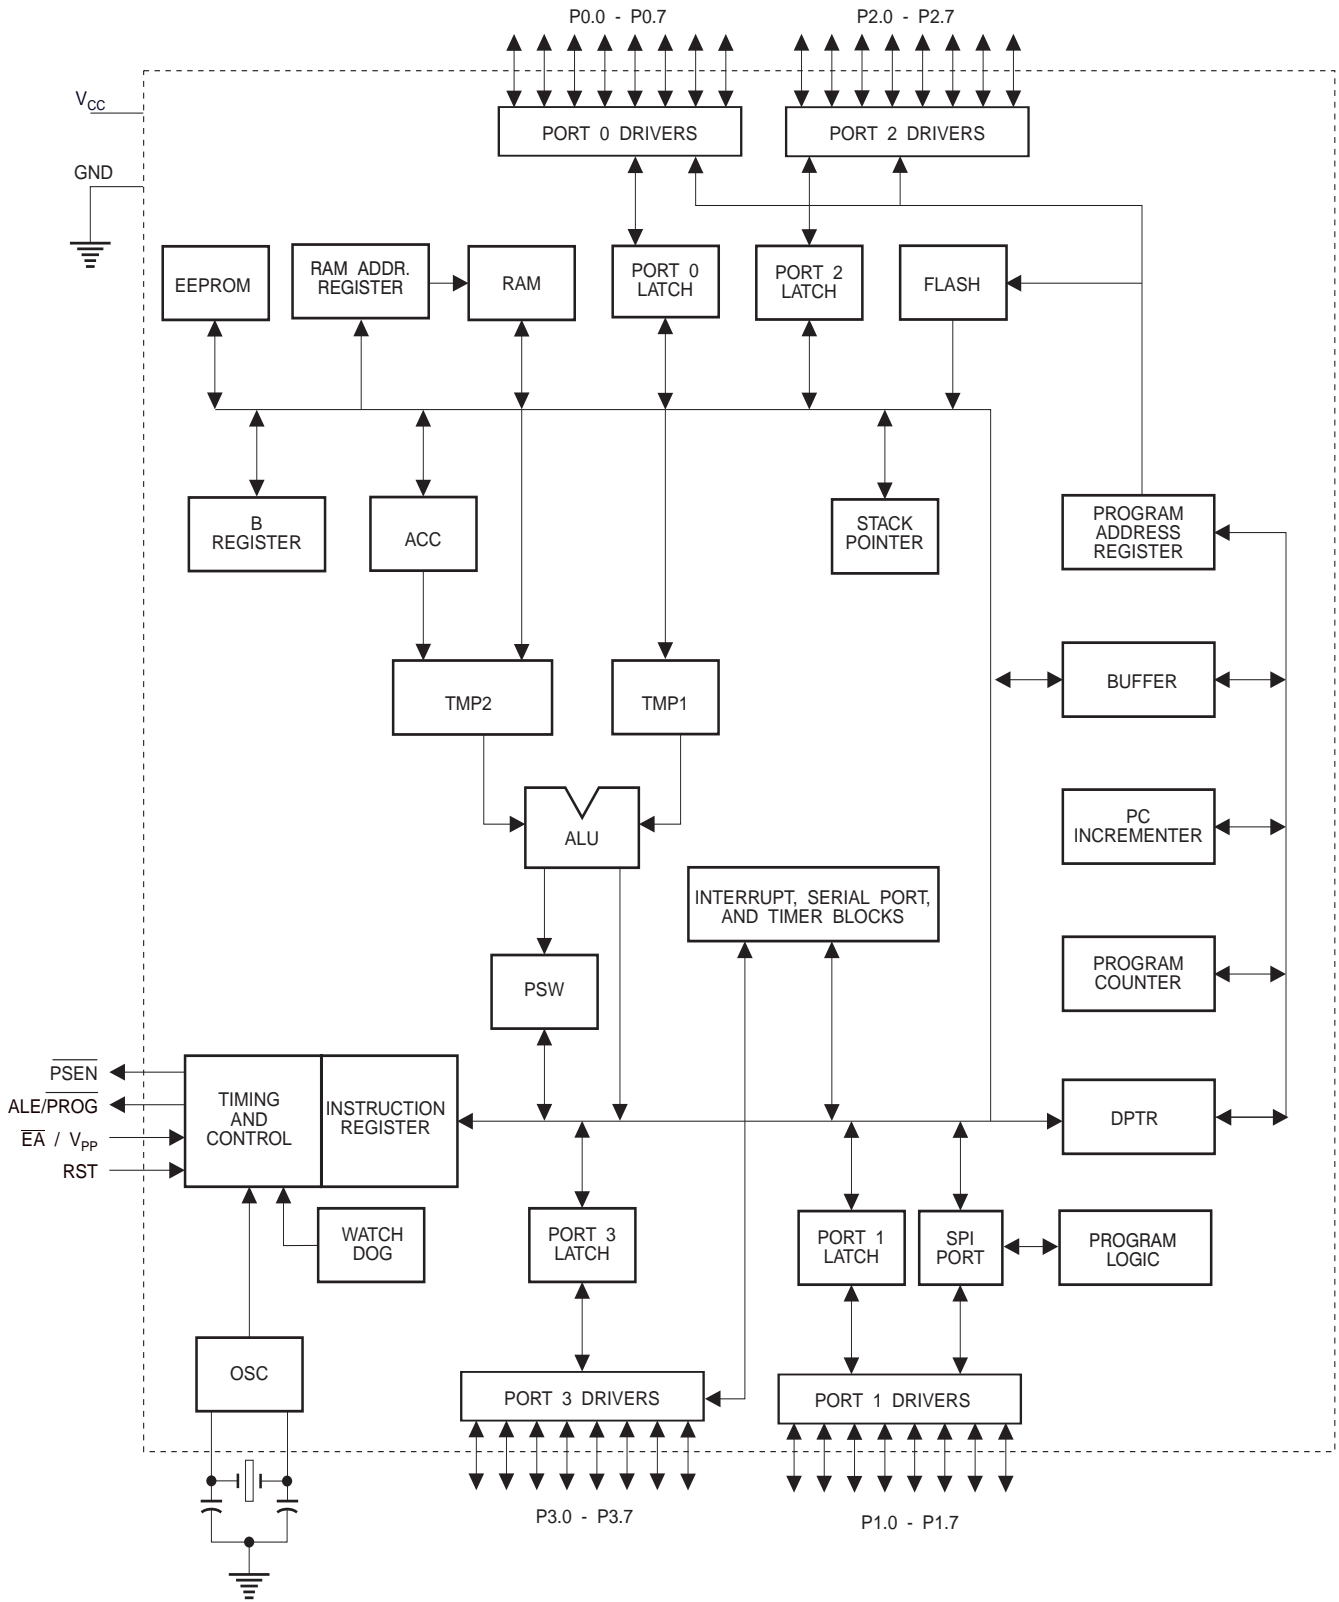 P0.0 - P0.7
P2.0 - P2.7
VCC
PORT 0 DRIVERS
PORT 2 DRIVERS
GND
EEPROM
RAM ADDR.
REGISTER
RAM
PORT 0
LATCH
PORT 2
LATCH
FLASH
B
REGISTER
ACC
STACK
POINTER
PROGRAM
ADDRESS
REGISTER
TMP2
TMP1
BUFFER
ALU
PC
INCREMENTER
INTERRUPT, SERIAL PORT,
AND TIMER BLOCKS
PSW
PROGRAM
COUNTER
PSEN
ALE/PROG
EA / VPP
RST
TIMING
AND
CONTROL
INSTRUCTION
REGISTER
DPTR
WATCH
DOG
PORT 3
LATCH
PORT 1
LATCH
SPI
PORT
PROGRAM
LOGIC
OSC
PORT 3 DRIVERS
PORT 1 DRIVERS
P3.0 - P3.7
P1.0 - P1.7